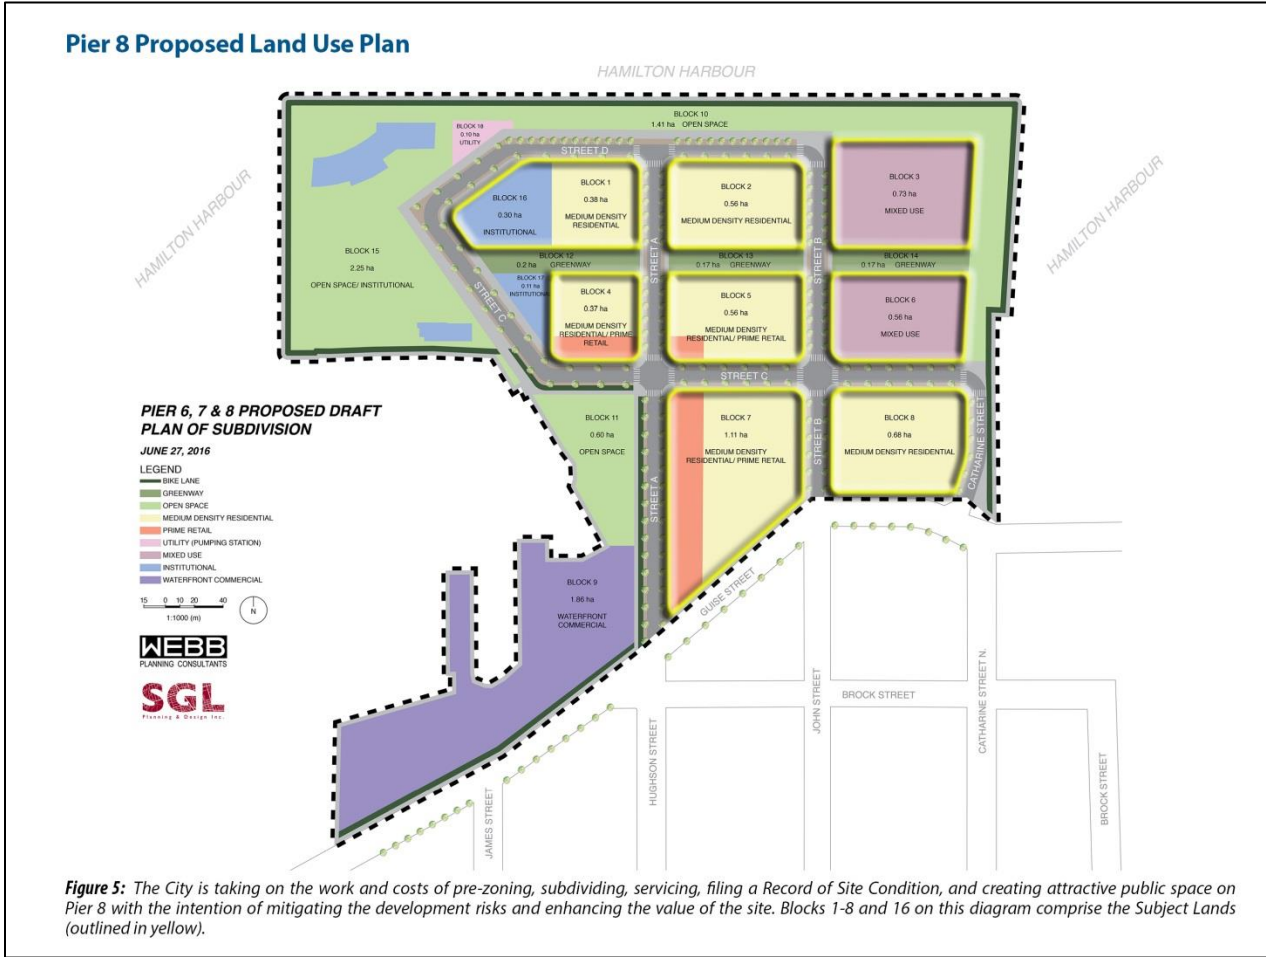 Pier 8 Proposed Land Use Plan
HAMILTON HARBOUR
HAMILTON HARBOUR
HAMILTON HARBOUR
BLOCK 10
1.41 ha OPEN SPACE
BLOCK 18
0.10 ha
UTILITY
STREET D
BLOCK 16
0.30 ha
INSTITUTIONAL
BLOCK 1
0.38 ha
MEDIUM DENSITY
RESIDENTIAL
BLOCK 2
0.56 ha
MEDIUM DENSITY RESIDENTIAL
BLOCK 3
0.73 ha
MIXED USE
BLOCK 15
2.25 ha
OPEN SPACE/ INSTITUTIONAL
STREET A
STREET B
BLOCK 12
0.2 ha GREENWAY
BLOCK 13
0.17 ha GREENWAY
BLOCK 14
0.17 ha GREENWAY
BLOCK 17
0.11 ha
INSTITUTIONAL
STREET C
BLOCK 4
0.37 ha
MEDIUM DENSITY
RESIDENTIAL/ PRIME
RETAIL
BLOCK 5
0.56 ha
MEDIUM DENSITY
RESIDENTIAL/ PRIME RETAIL
BLOCK 6
0.56 ha
MIXED USE
STREET C
BLOCK 11
0.60 ha
OPEN SPACE
BLOCK 7
1.11 ha
MEDIUM DENSITY
RESIDENTIAL/ PRIME RETAIL
BLOCK 8
0.68 ha
MEDIUM DENSITY RESIDENTIAL
STREET A
STREET B
CATHARINE STREET
PIER 6, 7 & 8 PROPOSED DRAFT
PLAN OF SUBDIVISION
JUNE 27, 2016
LEGEND
BIKE LANE
GREENWAY
OPEN SPACE
MEDIUM DENSITY RESIDENTIAL
PRIME RETAIL
UTILITY (PUMPING STATION)
MIXED USE
INSTITUTIONAL
WATERFRONT COMMERCIAL
15 0 10 20 40
1:1000 (m)
N
WEBB
PLANNING CONSULTANTS
SGL
Planning & Design Inc.
BLOCK 9
1.86 ha
WATERFRONT
COMMERCIAL
GUISE STREET
BROCK STREET
JOHN STREET
CATHARINE STREET N.
HUGHSON STREET
JAMES STREET
BROCK STREET
Figure 5: The City is taking on the work and costs of pre-zoning, subdividing, servicing, filing a Record of Site Condition, and creating attractive public space on
Pier 8 with the intention of mitigating the development risks and enhancing the value of the site. Blocks 1-8 and 16 on this diagram comprise the Subject Lands
(outlined in yellow).